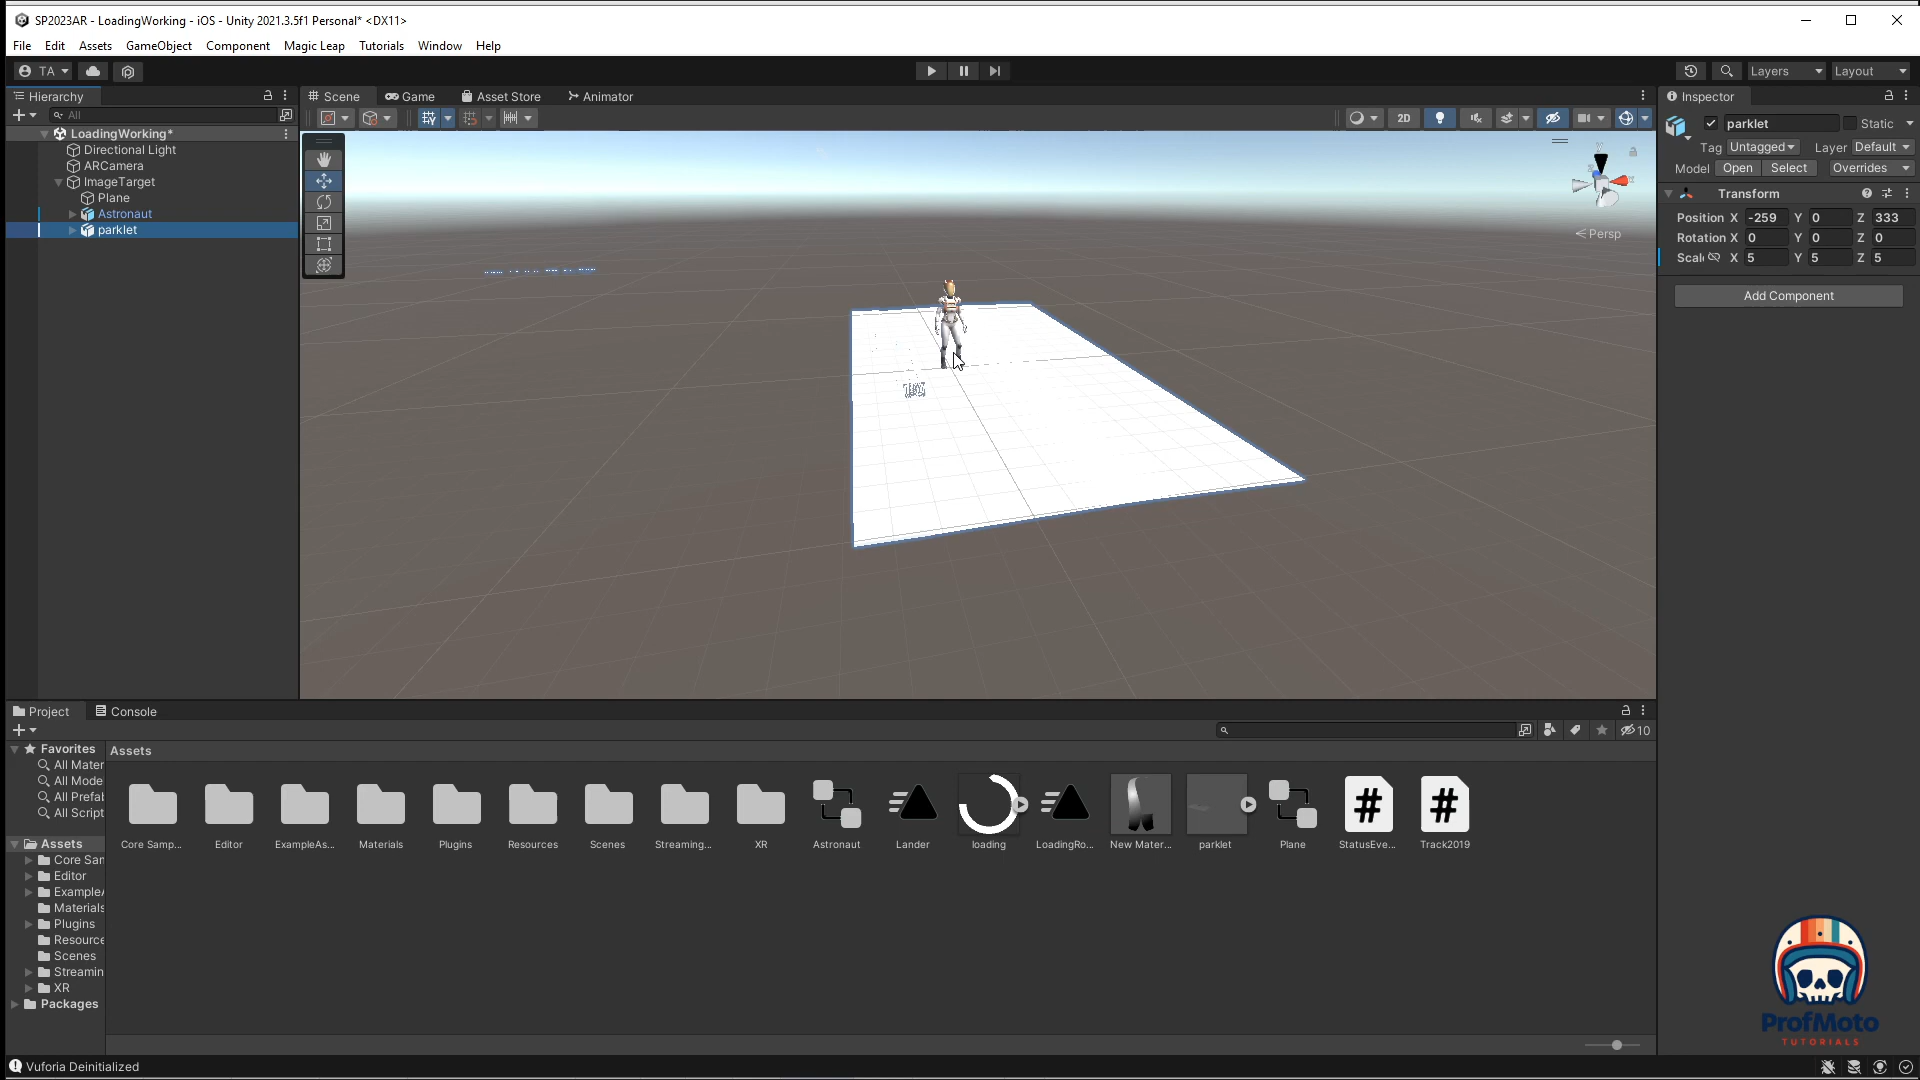 SP2023AR - LoadingWorking - iOS - Unity 2021.3.5f1 Personal* <DX11>
File Edit Assets GameObject Component Magic Leap Tutorials Window Help
TA Layers Layout
Hierarchy Scene Game Asset Store Animator Inspector
All 2D parklet Static
LoadingWorking*
Directional Light
ARCamera
ImageTarget
Plane
Astronaut
parklet
Persp
Tag Untagged Layer Default
Model Open Select Overrides
Transform
Position X -259 Y 0 Z 333
Rotation X 0 Y 0 Z 0
Scal X 5 Y 5 Z 5
Add Component
Project Console
10
Favorites
All Mater
All Mode
All Prefab
All Script
Assets
Core Sam
Editor
ExampleA
Materials
Plugins
Resource
Scenes
Streamin
XR
Packages
Assets
Core Samp... Editor ExampleAs... Materials Plugins Resources Scenes Streaming... XR Astronaut Lander loading LoadingRo... New Mater... parklet Plane StatusEve... Track2019
ProfMoto
TUTORIALS
Vuforia Deinitialized